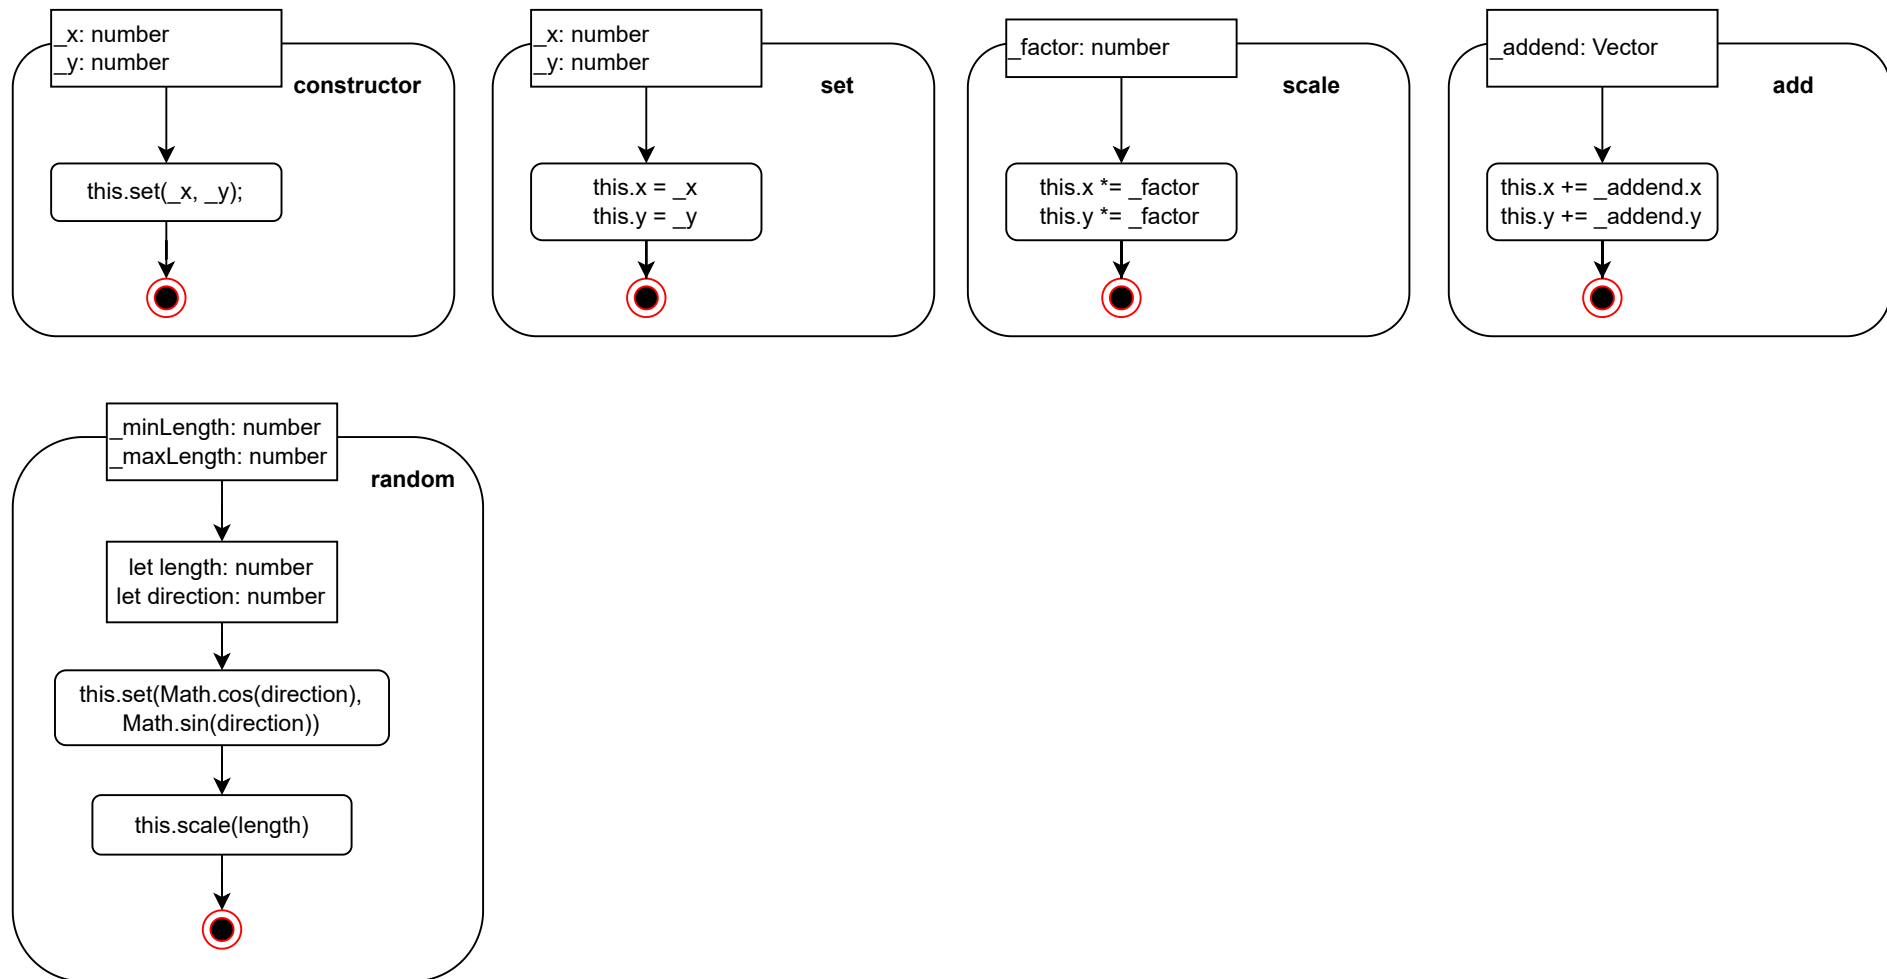 _x: number
_y: number
constructor
this.set(_x, _y);
_x: number
_y: number
set
this.x = _x
this.y = _y
_factor: number
scale
this.x *= _factor
this.y *= _factor
_addend: Vector
add
this.x += _addend.x
this.y += _addend.y
_minLength: number
_maxLength: number
random
let length: number
let direction: number
this.set(Math.cos(direction),
Math.sin(direction))
this.scale(length)